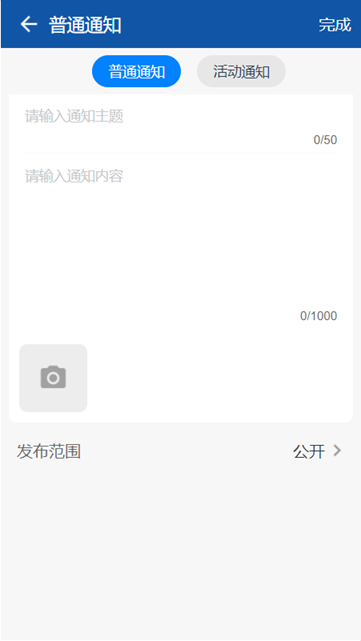 普通通知 完成
普通通知 活动通知
请输入通知主题
0/50
请输入通知内容
0/1000
发布范围 公开